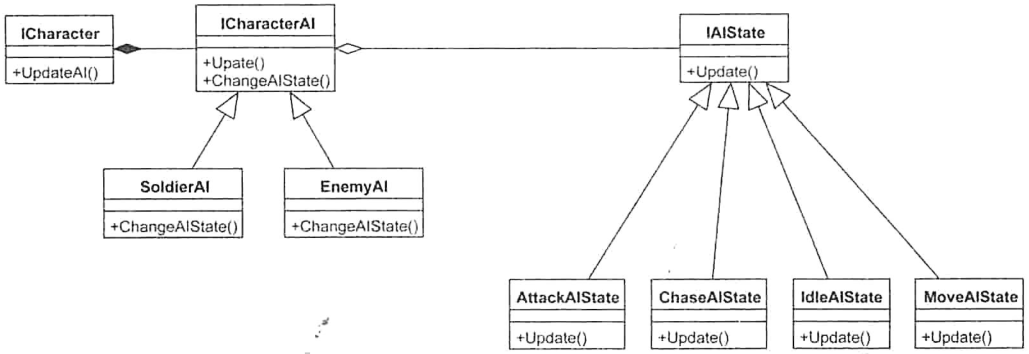 ICharacter
+UpdateAI()
ICharacterAI
+Upate()
+ChangeAIState()
IAIState
+Update()
SoldierAI
+ChangeAIState()
EnemyAI
+ChangeAIState()
AttackAIState
+Update()
ChaseAIState
+Update()
IdleAIState
+Update()
MoveAIState
+Update()